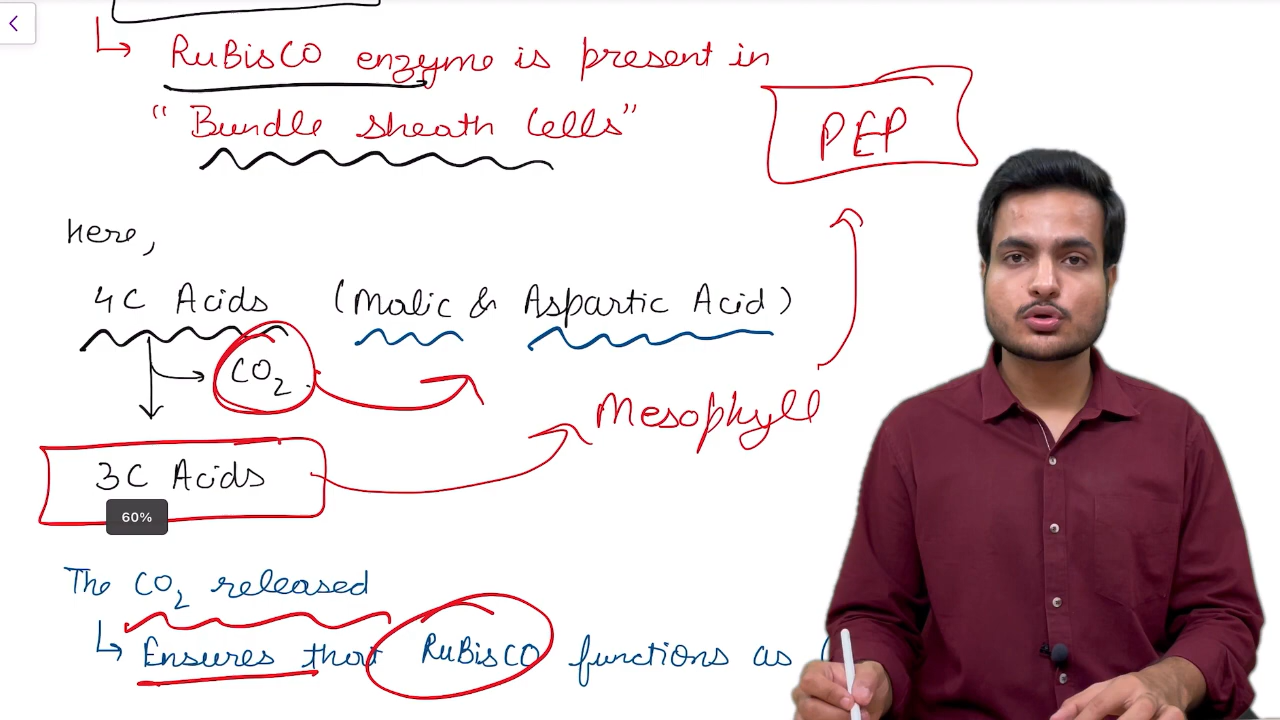 RuBisCO enzyme is present in
"Bundle sheath Cells"
PEP
Here,
4C Acids (Malic & Aspartic Acid)
CO₂
Mesophyll
3C Acids
60%
The CO₂ released
Ensures that RuBisCO functions as